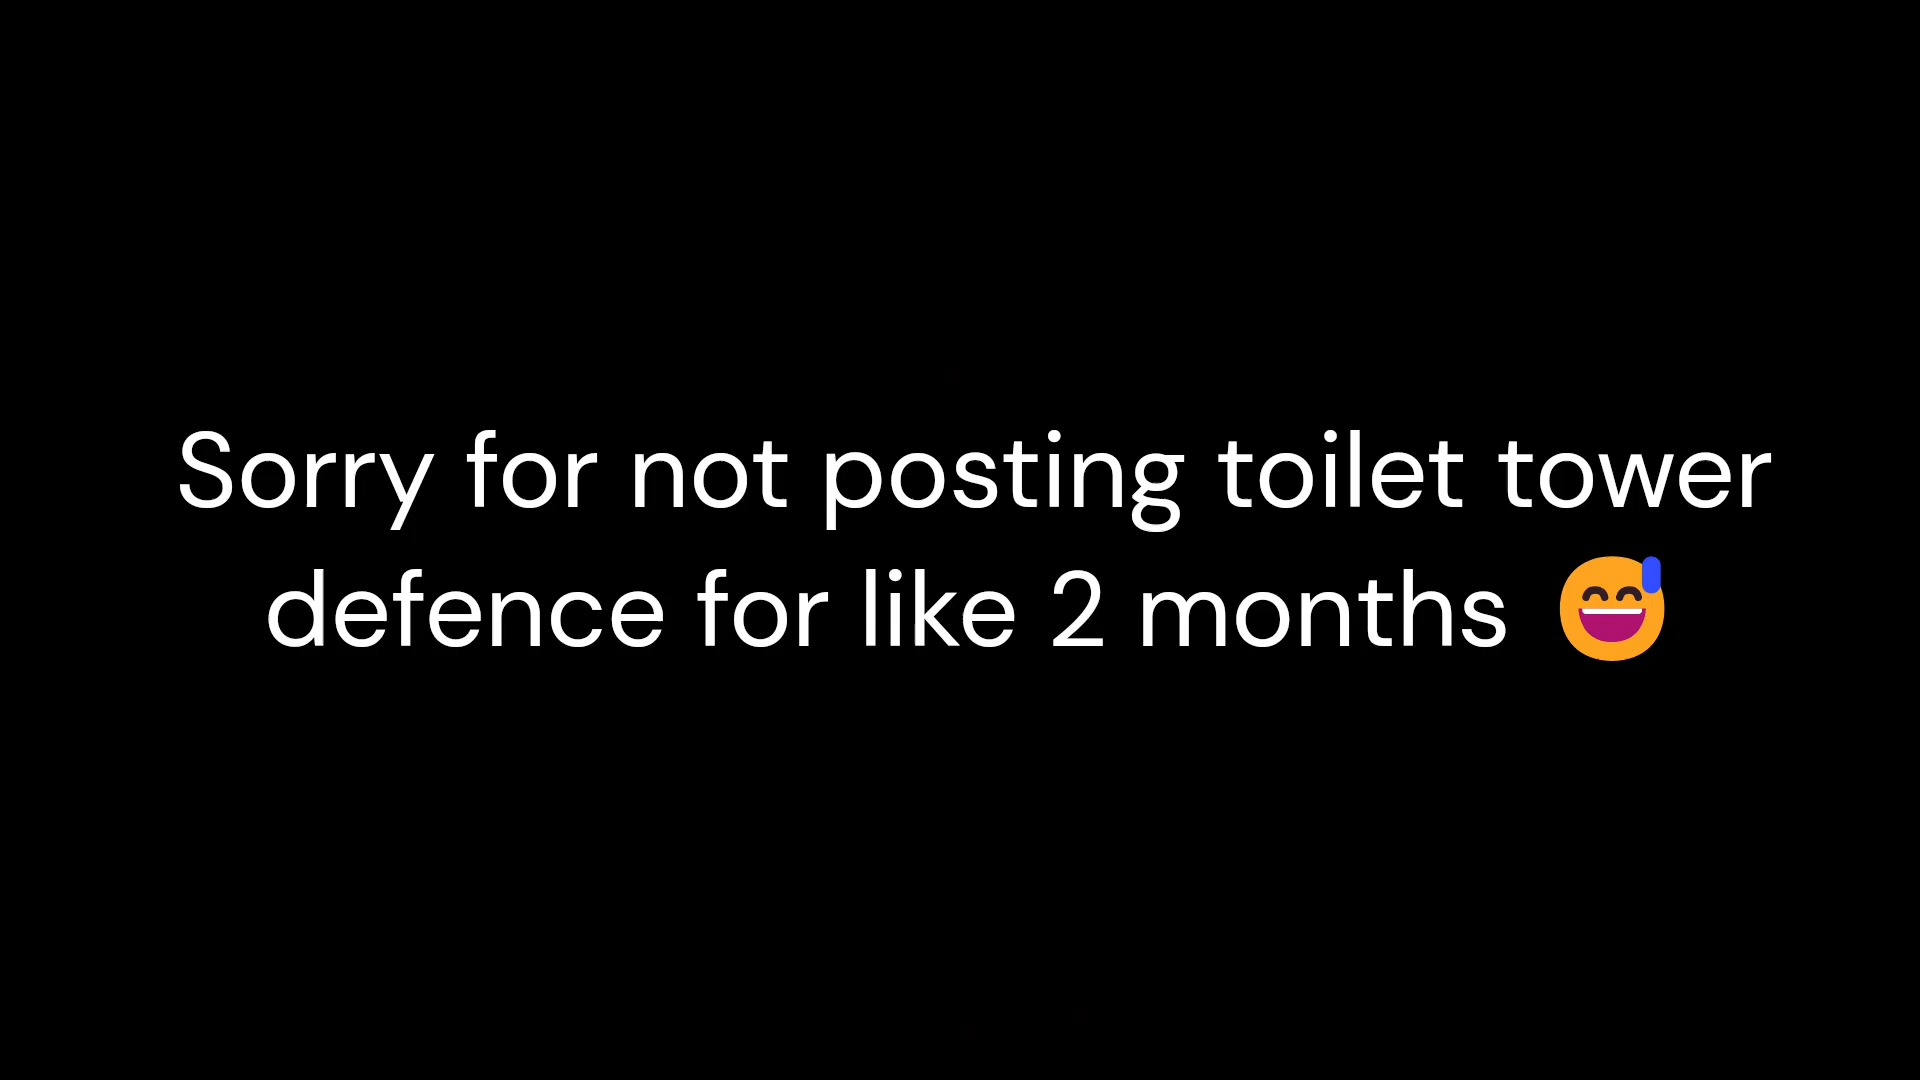 Sorry for not posting toilet tower
defence for like 2 months 😅